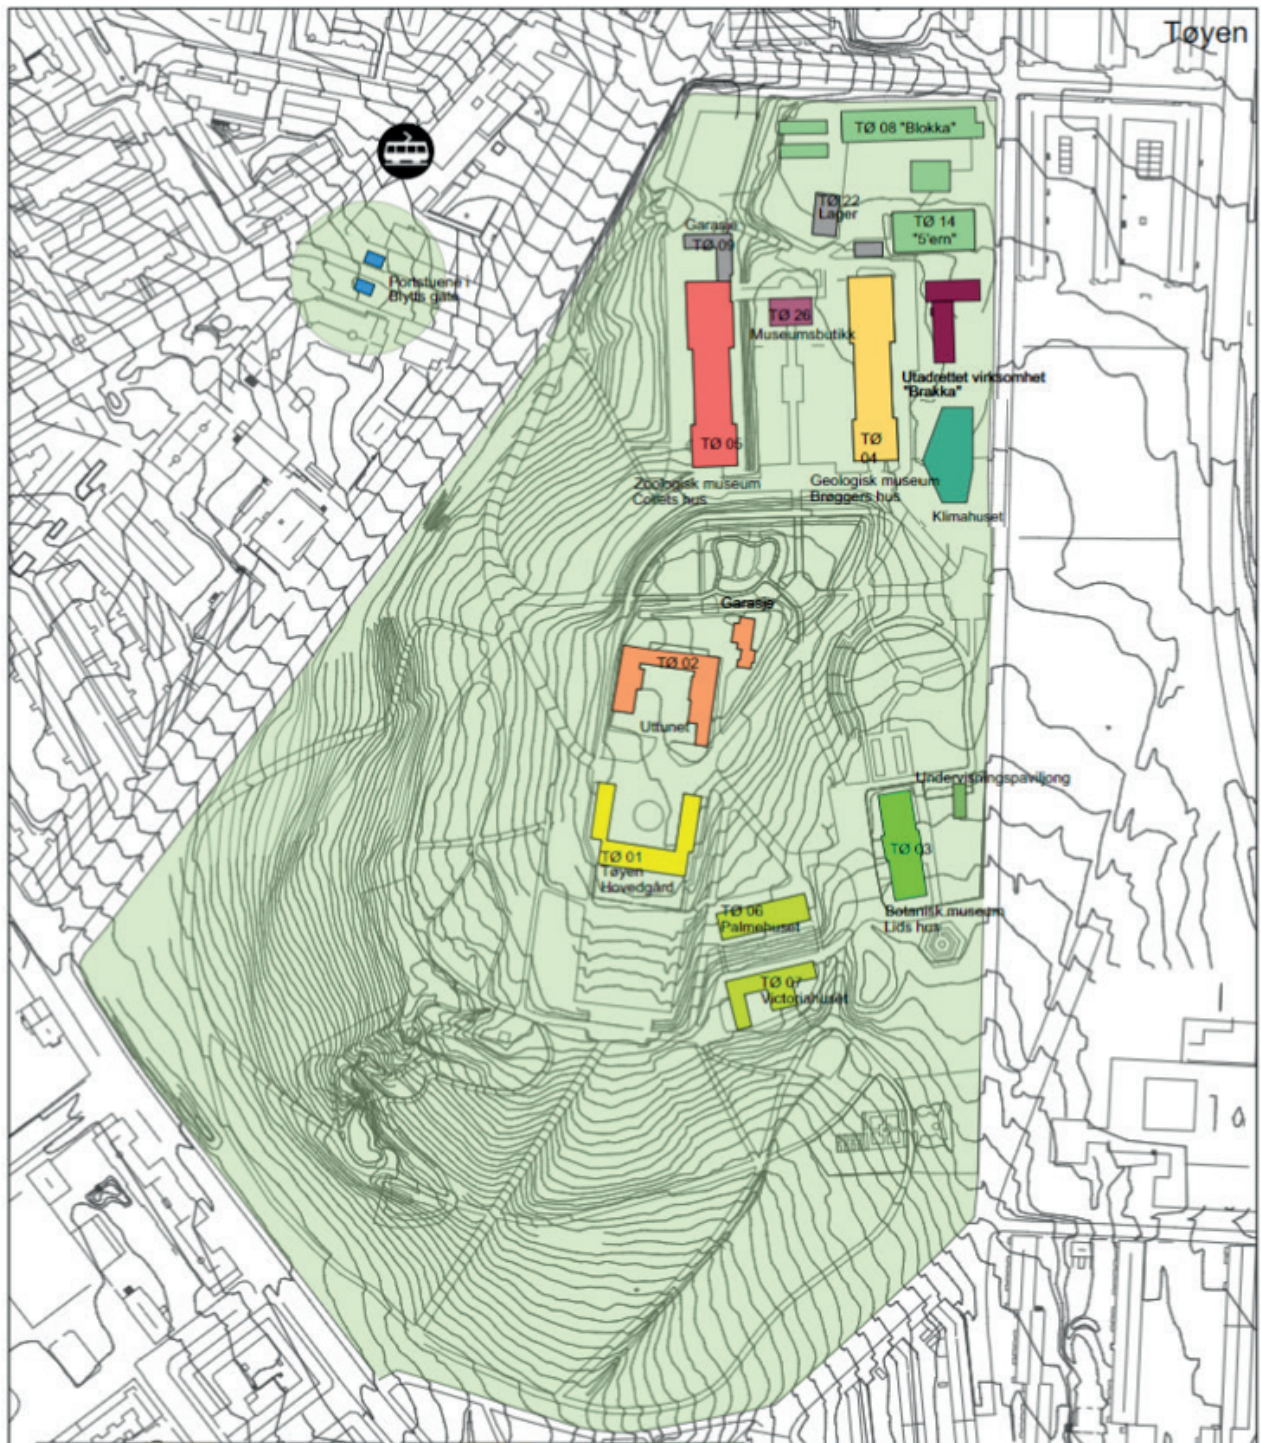 Tøyen
TØ 08 "Blokka"
TØ 22
Lager
TØ 14
"5'ern"
Garasje
TØ 09
Portstuene i
Blytts gate
TØ 26
Museumsbutikk
Utadrettet virksomhet
"Brakka"
TØ 05
TØ
04
Zoologisk museum
Colletts hus
Geologisk museum
Brøggers hus
Klimahuset
Garasje
TØ 02
Uttunet
Undervisningspaviljong
TØ 01
Tøyen
Hovedgård
TØ 03
TØ 06
Palmehuset
Botanisk museum
Lids hus
TØ 07
Victoriahuset